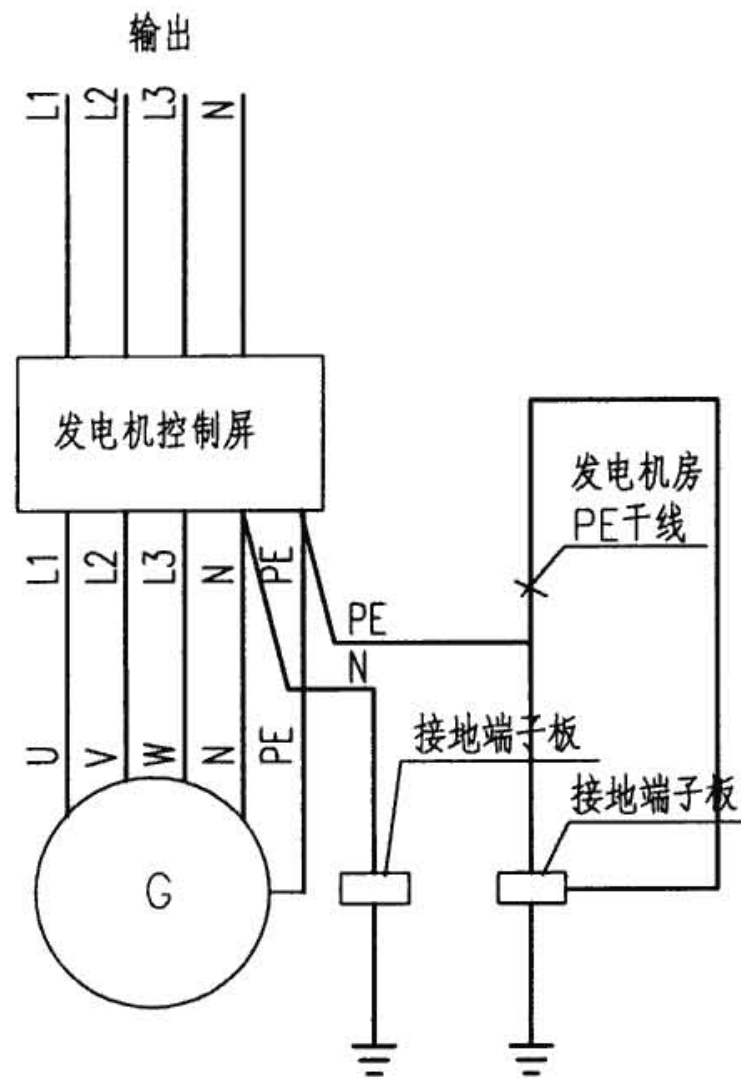 输出
L1 L2 L3 N
发电机控制屏
发电机房
PE干线
L1 L2 L3 N PE
PE
N
接地端子板
U V W N PE
接地端子板
G